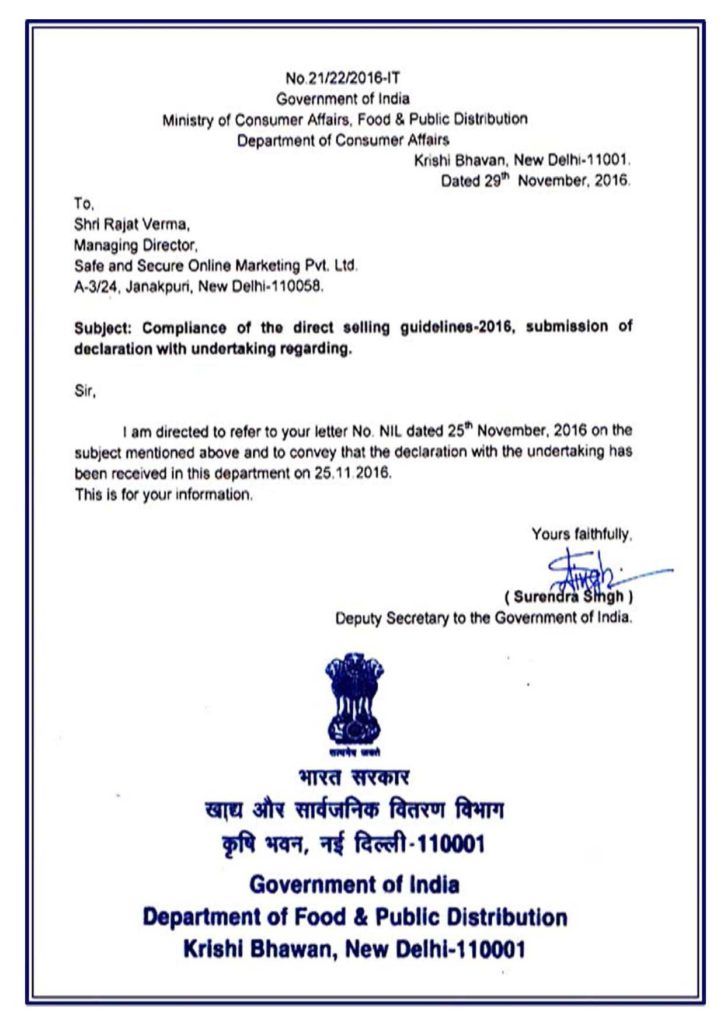 No.21/22/2016-IT
Government of India
Ministry of Consumer Affairs, Food & Public Distribution
Department of Consumer Affairs
Krishi Bhavan, New Delhi-11001.
Dated 29th November, 2016.
To,
Shri Rajat Verma,
Managing Director,
Safe and Secure Online Marketing Pvt. Ltd.
A-3/24, Janakpuri, New Delhi-110058.
Subject: Compliance of the direct selling guidelines-2016, submission of
declaration with undertaking regarding.
Sir,
I am directed to refer to your letter No. NIL dated 25th November, 2016 on the
subject mentioned above and to convey that the declaration with the undertaking has
been received in this department on 25.11.2016.
This is for your information.
Yours faithfully,
Singh
( Surendra Singh )
Deputy Secretary to the Government of India.
सत्यमेव जयते
भारत सरकार
खाद्य और सार्वजनिक वितरण विभाग
कृषि भवन, नई दिल्ली-110001
Government of India
Department of Food & Public Distribution
Krishi Bhawan, New Delhi-110001